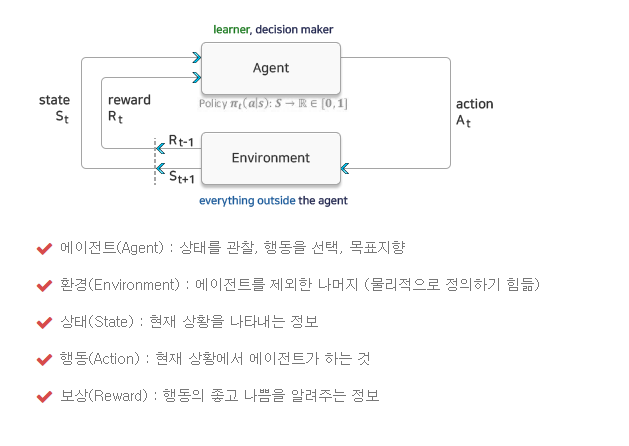 learner, decision maker
Agent
Policy πₜ(a|s): S → ℝ ∈ [0,1]
state
Sₜ
reward
Rₜ
action
Aₜ
Rt-1
St+1
Environment
everything outside the agent
에이전트(Agent) : 상태를 관찰, 행동을 선택, 목표지향
환경(Environment) : 에이전트를 제외한 나머지 (물리적으로 정의하기 힘듦)
상태(State) : 현재 상황을 나타내는 정보
행동(Action) : 현재 상황에서 에이전트가 하는 것
보상(Reward) : 행동의 좋고 나쁨을 알려주는 정보